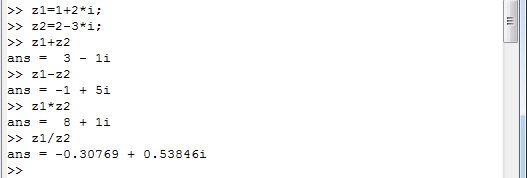 >> z1=1+2*i;
>> z2=2-3*i;
>> z1+z2
ans =  3 - 1i
>> z1-z2
ans = -1 + 5i
>> z1*z2
ans =  8 + 1i
>> z1/z2
ans = -0.30769 + 0.53846i
>>